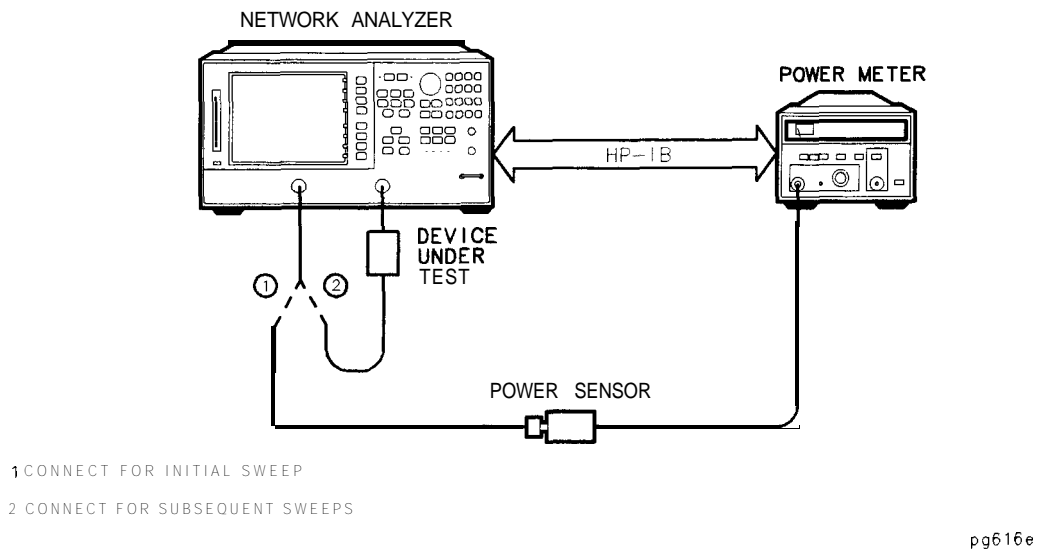 NETWORK ANALYZER
POWER METER
HP-IB
DEVICE
UNDER
TEST
1
2
POWER SENSOR
1 CONNECT FOR INITIAL SWEEP
2 CONNECT FOR SUBSEQUENT SWEEPS
pg616e